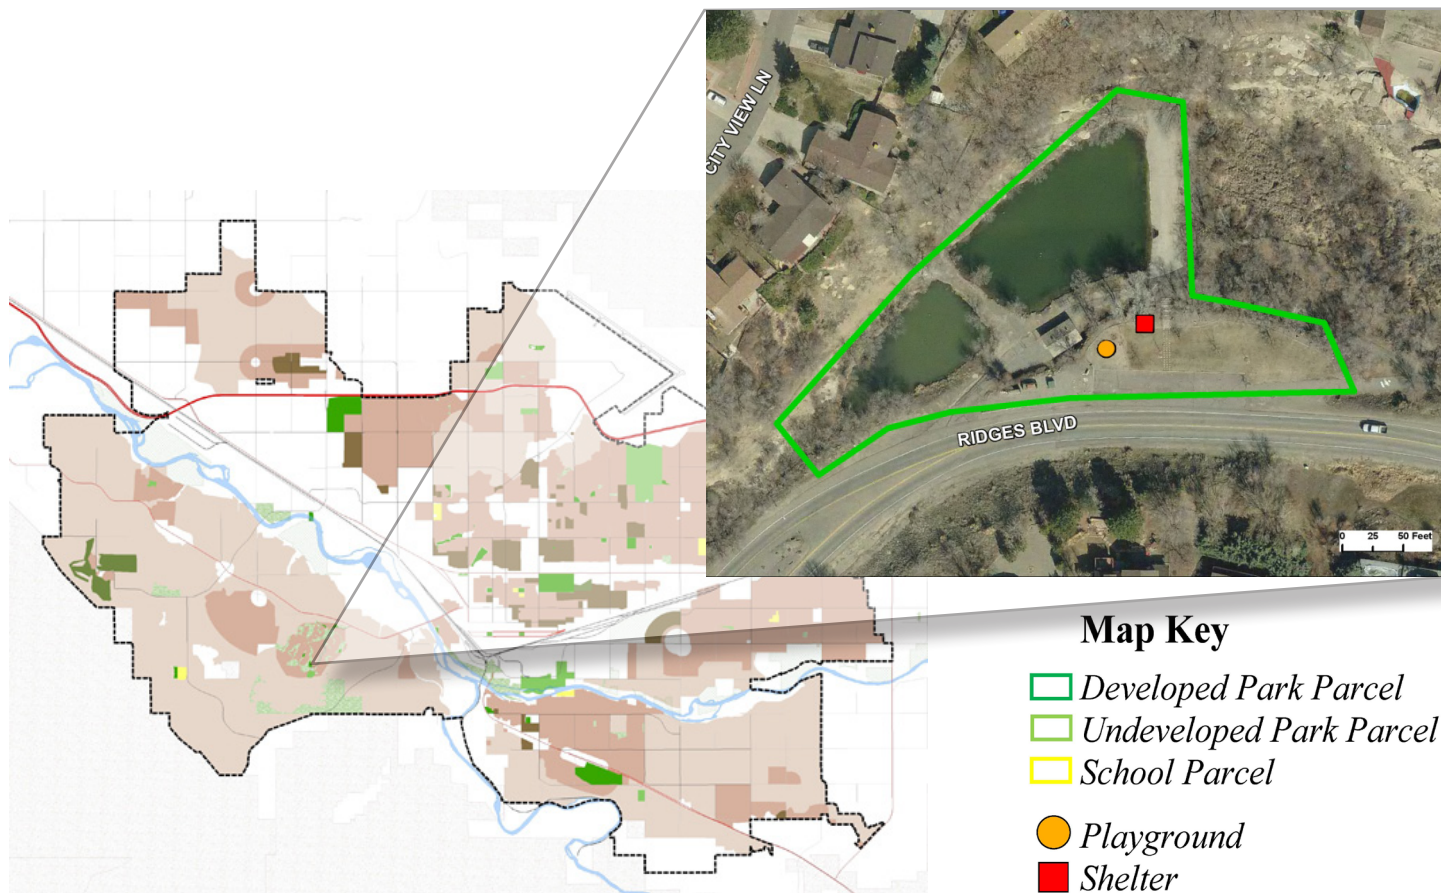 CITY VIEW LN
RIDGES BLVD
0 25 50 Feet
Map Key
Developed Park Parcel
Undeveloped Park Parcel
School Parcel
Playground
Shelter